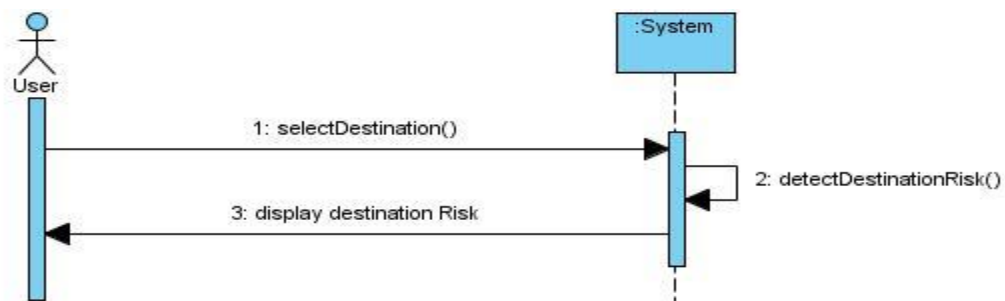 :System
User
1: selectDestination()
2: detectDestinationRisk()
3: display destination Risk